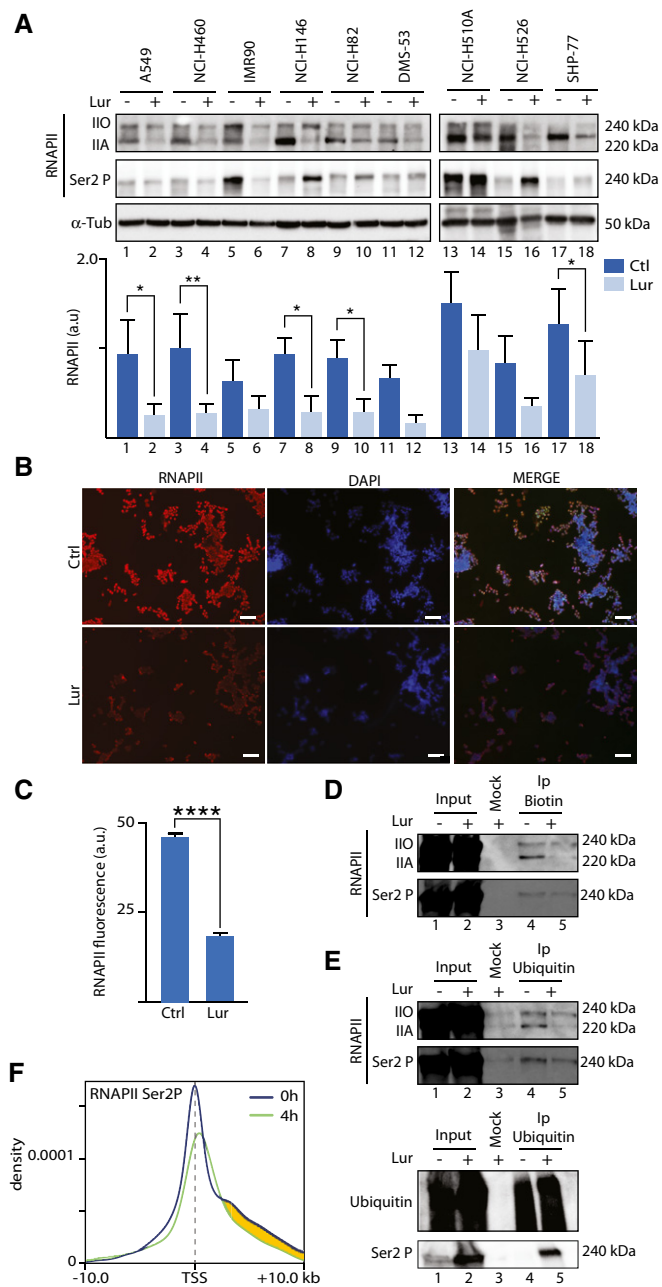 A
A549
NCI-H460
IMR90
NCI-H146
NCI-H82
DMS-53
NCI-H510A
NCI-H526
SHP-77
Lur - + - + - + - + - + - + - + - + - +
RNAPII
IIO 240 kDa
IIA 220 kDa
Ser2 P 240 kDa
α-Tub 50 kDa
1 2 3 4 5 6 7 8 9 10 11 12 13 14 15 16 17 18
2.0
RNAPII (a.u)
* ** * * *
Ctl
Lur
1 2 3 4 5 6 7 8 9 10 11 12 13 14 15 16 17 18
B
RNAPII DAPI MERGE
Ctrl
Lur
C
RNAPII fluorescence (a.u.)
50
25
****
Ctrl Lur
D
Input Mock Ip Biotin
Lur - + + - +
RNAPII
IIO 240 kDa
IIA 220 kDa
Ser2 P 240 kDa
1 2 3 4 5
E
Input Mock Ip Ubiquitin
Lur - + + - +
RNAPII
IIO 240 kDa
IIA 220 kDa
Ser2 P 240 kDa
1 2 3 4 5
Input Mock Ip Ubiquitin
Lur - + + - +
Ubiquitin
Ser2 P 240 kDa
1 2 3 4 5
F
RNAPII Ser2P
0h
4h
density
0.0001
0
-10.0 TSS +10.0 kb